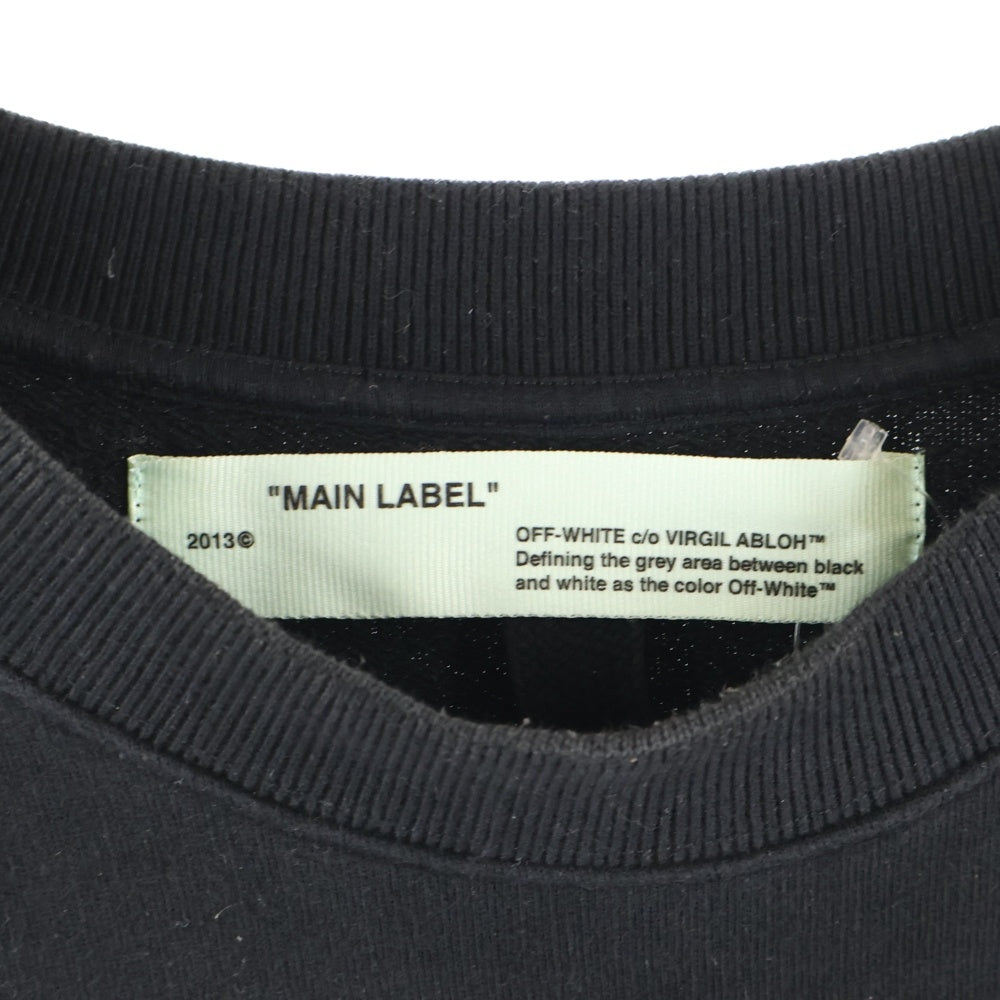 "MAIN LABEL"
2013©
OFF-WHITE c/o VIRGIL ABLOH™
Defining the grey area between black
and white as the color Off-White™